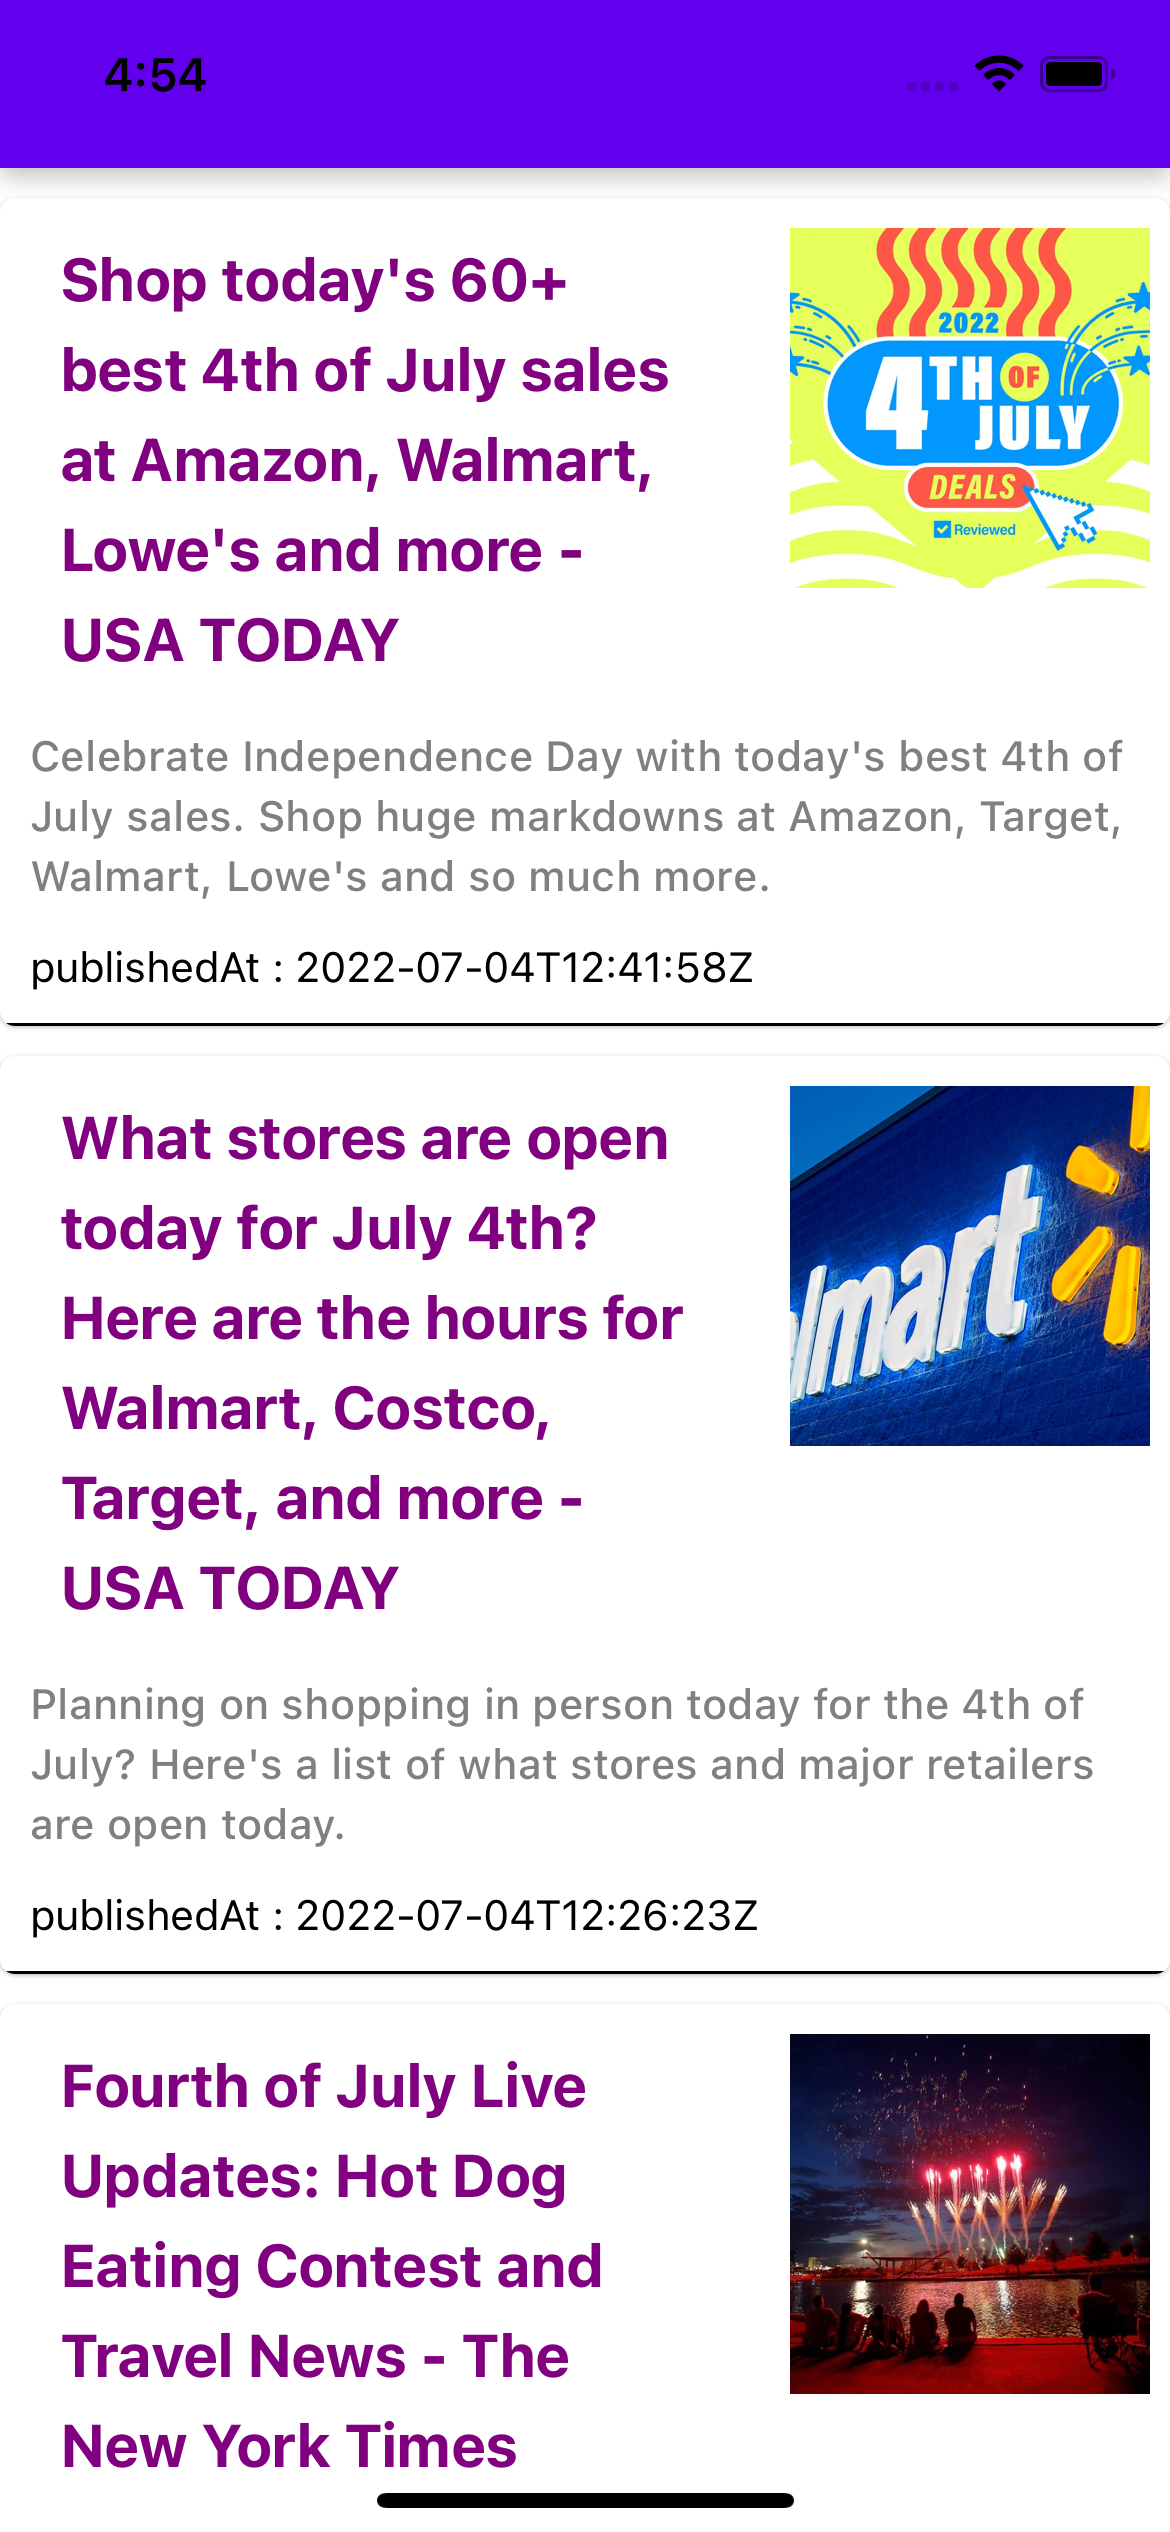 4:54
Shop today's 60+
best 4th of July sales
at Amazon, Walmart,
Lowe's and more -
USA TODAY
2022
4TH OF
JULY
DEALS
Reviewed
Celebrate Independence Day with today's best 4th of
July sales. Shop huge markdowns at Amazon, Target,
Walmart, Lowe's and so much more.
publishedAt : 2022-07-04T12:41:58Z
What stores are open
today for July 4th?
Here are the hours for
Walmart, Costco,
Target, and more -
USA TODAY
lmart
Planning on shopping in person today for the 4th of
July? Here's a list of what stores and major retailers
are open today.
publishedAt : 2022-07-04T12:26:23Z
Fourth of July Live
Updates: Hot Dog
Eating Contest and
Travel News - The
New York Times